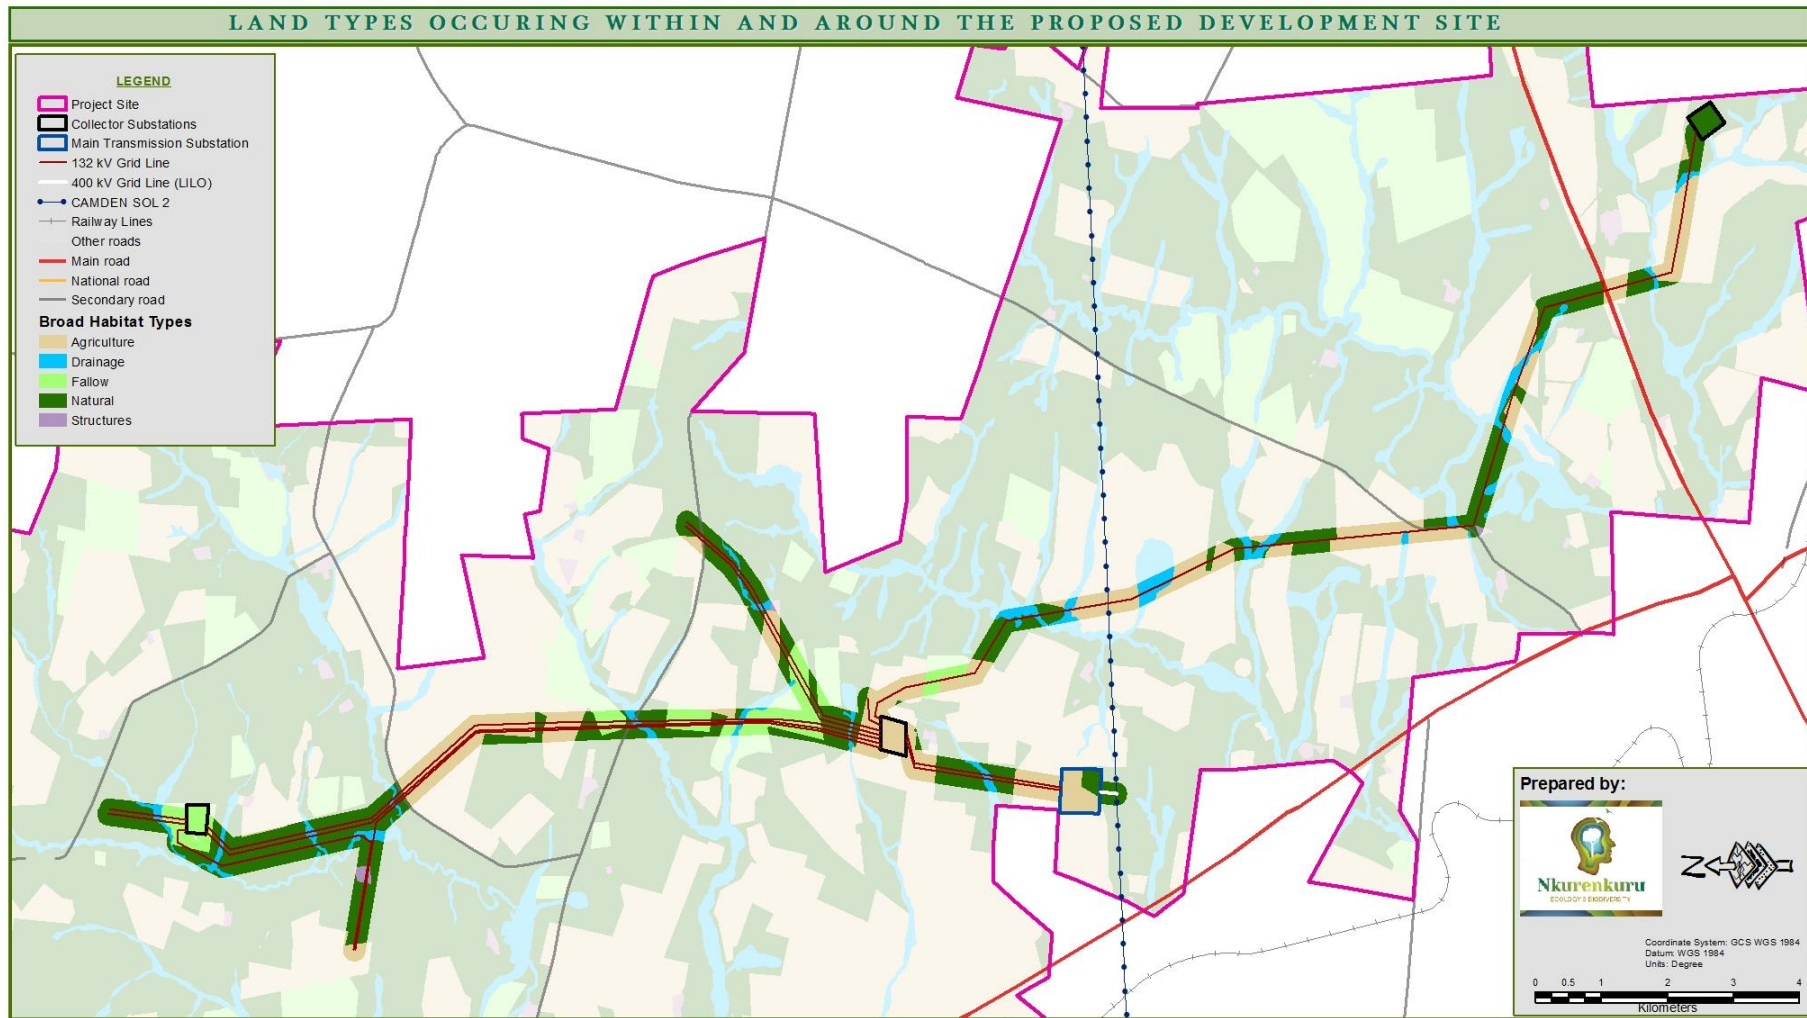 LAND TYPES OCCURING WITHIN AND AROUND THE PROPOSED DEVELOPMENT SITE
LEGEND
Project Site
Collector Substations
Main Transmission Substation
132 kV Grid Line
400 kV Grid Line (LILO)
CAMDEN SOL 2
Railway Lines
Other roads
Main road
National road
Secondary road
Broad Habitat Types
Agriculture
Drainage
Fallow
Natural
Structures
Prepared by:
Nkurenkuru
ECOLOGY & BIODIVERSITY
N
Coordinate System: GCS WGS 1984
Datum: WGS 1984
Units: Degree
0 0.5 1 2 3 4
Kilometers